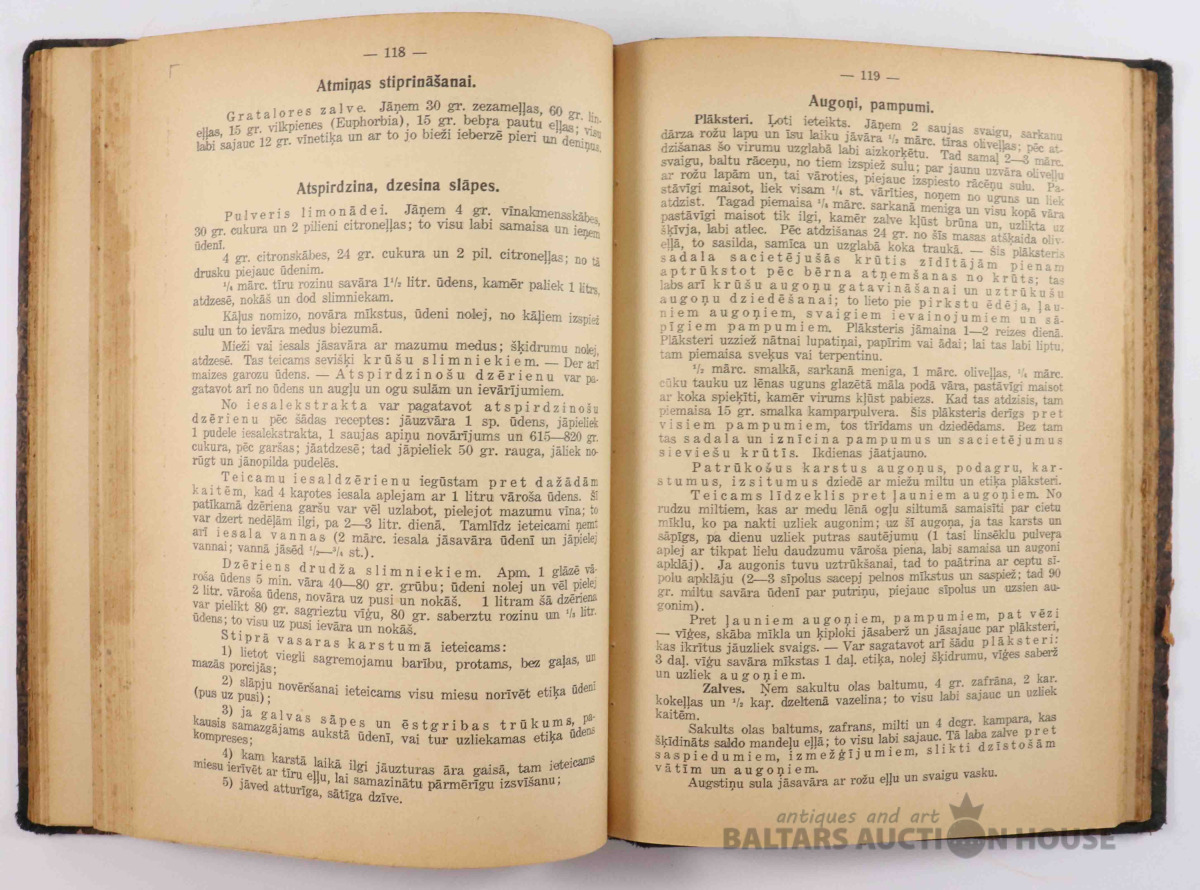 — 118 —
Atmiņas stiprināšanai.
Gratalores zalve. Jāņem 30 gr. zezameļļas, 60 gr. lin-
eļļas, 15 gr. vilkpienes (Euphorbia), 15 gr. bebŗa pautu eļļas; visu
labi sajauc 12 gr. vīnetiķa un ar to jo bieži ieberzē pieri un deniņus.
Atspirdzina, dzesina slāpes.
Pulveris limonādei. Jāņem 4 gr. vīnakmensskābes,
30 gr. cukura un 2 pilieni citroneļļas; to visu labi samaisa un ieņem
ūdenī.
4 gr. citronskābes, 24 gr. cukura un 2 pil. citroneļļas; no tā
drusku piejauc ūdenim.
¼ mārc. tīru rozinu savāra 1½ litr. ūdens, kamēr paliek 1 litrs,
atdzesē, nokāš un dod slimniekam.
Kāļus nomizo, novāra mīkstus, ūdeni nolej, no kāļiem izspiež
sulu un to ievāra medus biezumā.
Mieži vai iesals jāsavāra ar mazumu medus; šķidrumu nolej,
atdzesē. Tas teicams sevišķi krūšu slimniekiem. — Der arī
maizes garozu ūdens. — Atspirdzinošu dzērienu var pa-
gatavot arī no ūdens un augļu un ogu sulām un ievārījumiem.
No iesalekstrakta var pagatavot atspirdzinošu
dzērienu pēc šādas receptes: jāuzvāra 1 sp. ūdens, jāpieliek
1 pudele iesalekstrakta, 1 saujas apiņu novārījums un 615—820 gr.
cukura, pēc garšas; jāatdzesē; tad jāpieliek 50 gr. rauga, jāliek no-
rūgt un jānopilda pudelēs.
Teicamu iesaldzērienu iegūstam pret dažādām
kaitēm, kad 4 kaŗotes iesala aplejam ar 1 litru vāroša ūdens. Šī
patīkamā dzēriena garšu var vēl uzlabot, pielejot mazumu vīna; to
var dzert nedēļām ilgi, pa 2—3 litr. dienā. Tamlīdz ieteicami ņemt
arī iesala vannas (2 mārc. iesala jāsavāra ūdenī un jāpielej
vannai; vannā jāsēd ½—¾ st.).
Dzēriens drudža slimniekiem. Apm. 1 glāzē vā-
roša ūdens 5 min. vāra 40—80 gr. grūbu; ūdeni nolej un vēl pielej
2 litr. vāroša ūdens, novāra uz pusi un nokāš. 1 litram šā dzēriena
var pielikt 80 gr. sagrieztu vīģu, 80 gr. saberztu rozinu un ½ litr.
ūdens; to visu uz pusi ievāra un nokāš.
Stiprā vasaras karstumā ieteicams:
1) lietot viegli sagremojamu barību, protams, bez gaļas, un
mazās porcijās;
2) slāpju novēršanai ieteicams visu miesu norīvēt etiķa ūdenī
(pus uz pusi);
3) ja galvas sāpes un ēstgribas trūkums, pa-
kausis samazgājams aukstā ūdenī, vai tur uzliekamas etiķa ūdens
kompreses;
4) kam karstā laikā ilgi jāuzturas āra gaisā, tam ieteicams
miesu ierīvēt ar tīru eļļu, lai samazinātu pārmērīgu izsvīšanu;
5) jāved atturīga, sātīga dzīve.
— 119 —
Augoņi, pampumi.
Plāksteri. Ļoti ieteikts. Jāņem 2 saujas svaigu, sarkanu
dārza rožu lapu un īsu laiku jāvāra ½ mārc. tīras oliveļļas; pēc at-
dzišanas šo virumu uzglabā labi aizkorķētu. Tad samaļ 2—3 mārc.
svaigu, baltu rāceņu, no tiem izspiež sulu; par jaunu uzvāra oliveļļu
ar rožu lapām un, tai vāroties, piejauc izspiesto rāceņu sulu. Pa-
stāvīgi maisot, liek visam ¼ st. vārīties, noņem no uguns un liek
atdzist. Tagad piemaisa ¼ mārc. sarkanā meniga un visu kopā vāra
pastāvīgi maisot tik ilgi, kamēr zalve kļūst brūna un, uzlikta uz
šķīvja, labi atlec. Pēc atdzišanas 24 gr. no šīs masas atšķaida oliv-
eļļā, to sasilda, samīca un uzglabā koka traukā. — Šis plāksteris
sadala sacietējušās krūtis zīdītājām pienam
aptrūkstot pēc bērna atņemšanas no krūts; tas
labs arī krūšu augoņu gatavināšanai un uztrūkušu
augoņu dziedēšanai; to lieto pie pirkstu ēdēja, ļau-
niem augoņiem, svaigiem ievainojumiem un sā-
pīgiem pampumiem. Plāksteris jāmaina 1—2 reizes dienā.
Plāksteri uzziež nātnai lupatiņai, papīrim vai ādai; lai tas labi liptu,
tam piemaisa sveķus vai terpentinu.
½ mārc. smalkā, sarkanā meniga, 1 mārc. oliveļļas, ¼ mārc.
cūku tauku uz lēnas uguns glazētā māla podā vāra, pastāvīgi maisot
ar koka spieķīti, kamēr virums kļūst pabiezs. Kad tas atdzisis, tam
piemaisa 15 gr. smalka kamparpulvera. Šis plāksteris derīgs pret
visiem pampumiem, tos tīrīdams un dziedēdams. Bez tam
tas sadala un iznīcina pampumus un sacietējumus
sieviešu krūtīs. Ikdienas jāatjauno.
Patrūkošus karstus augoņus, podagru, kar-
stumus, izsitumus dziedē ar miežu miltu un etiķa plāksteri.
Teicams līdzeklis pret ļauniem augoņiem. No
rudzu miltiem, kas ar medu lēnā ogļu siltumā samaisīti par cietu
mīklu, ko pa nakti uzliek augonim; uz šī augoņa, ja tas karsts un
sāpīgs, pa dienu uzliek putras sautējumu (1 tasi linsēklu pulveŗa
aplej ar tikpat lielu daudzumu vāroša piena, labi samaisa un augoni
apklāj). Ja augonis tuvu uztrūkšanai, tad to paātrina ar ceptu sī-
polu apklāju (2—3 sīpolus sacepj pelnos mīkstus un saspiež; tad 90
gr. miltu savāra ūdenī par putriņu, piejauc sīpolus un uzsien au-
gonim).
Pret ļauniem augoņiem, pampumiem, pat vēzi
— vīģes, skāba mīkla un ķiploki jāsaberž un jāsajauc par plāksteri,
kas ikrītus jāuzliek svaigs. — Var sagatavot arī šādu plāksteri:
3 daļ. vīģu savāra mīkstas 1 daļ. etiķa, nolej šķidrumu, vīģes saberž
un uzliek augoņiem.
Zalves. Ņem sakultu olas baltumu, 4 gr. zafrāna, 2 kar.
kokeļļas un ½ kaŗ. dzeltenā vazelina; to visu labi sajauc un uzliek
kaitēm.
Sakults olas baltums, zafrans, milti un 4 decgr. kampara, kas
šķīdināts saldo mandeļu eļļā; to visu labi sajauc. Tā laba zalve pret
saspiedumiem, izmežģījumiem, slikti dzīstošām
vātīm un augoņiem.
Augstiņu sula jāsavāra ar rožu eļļu un svaigu vasku.
antiques and art
BALTARS AUCTION HOUSE